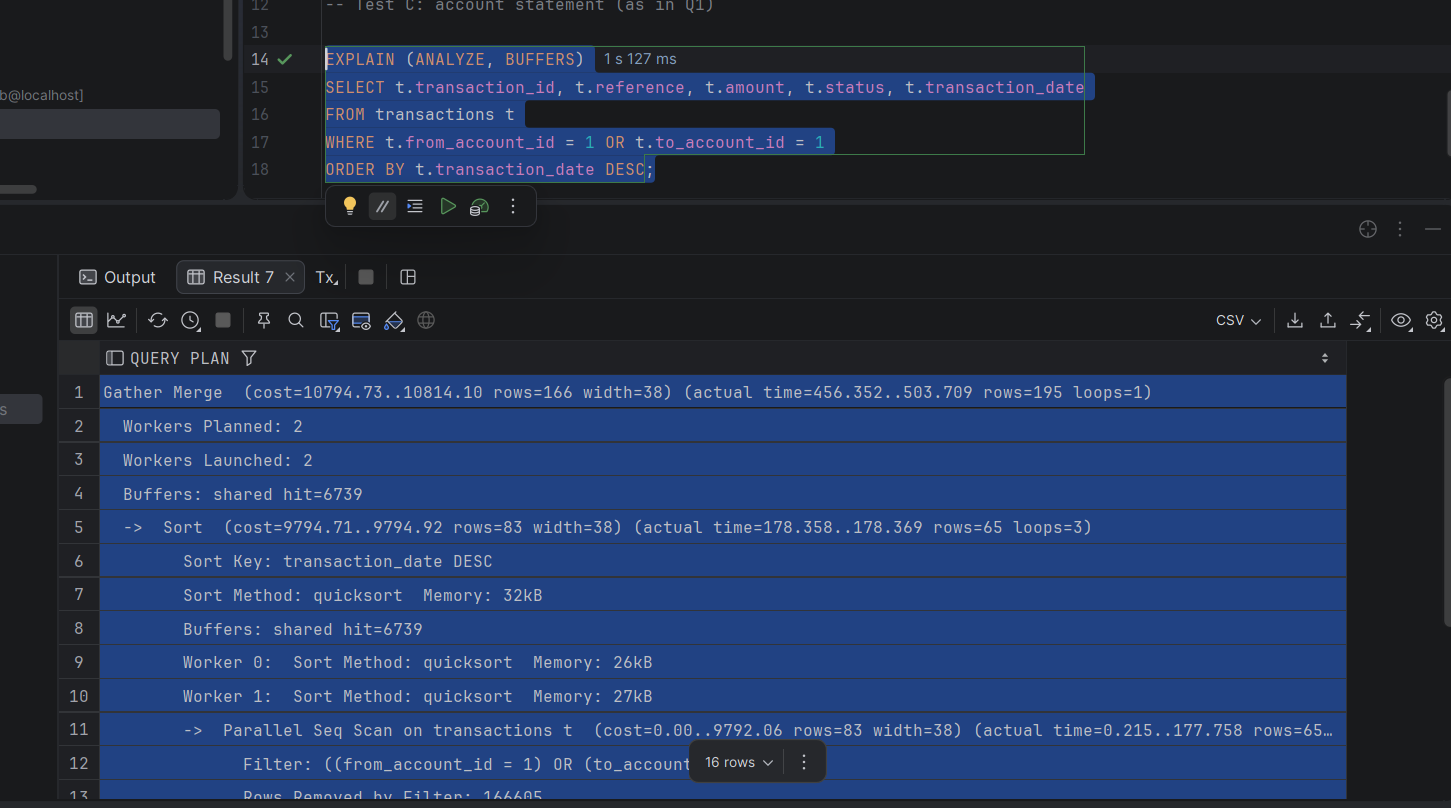 12 -- Test C: account statement (as in Q1)
13
14 EXPLAIN (ANALYZE, BUFFERS) 1 s 127 ms
b@localhost]
15 SELECT t.transaction_id, t.reference, t.amount, t.status, t.transaction_date
16 FROM transactions t
17 WHERE t.from_account_id = 1 OR t.to_account_id = 1
18 ORDER BY t.transaction_date DESC;
Output Result 7 Tx
CSV
QUERY PLAN
1 Gather Merge (cost=10794.73..10814.10 rows=166 width=38) (actual time=456.352..503.709 rows=195 loops=1)
s
2 Workers Planned: 2
3 Workers Launched: 2
4 Buffers: shared hit=6739
5 -> Sort (cost=9794.71..9794.92 rows=83 width=38) (actual time=178.358..178.369 rows=65 loops=3)
6 Sort Key: transaction_date DESC
7 Sort Method: quicksort Memory: 32kB
8 Buffers: shared hit=6739
9 Worker 0: Sort Method: quicksort Memory: 26kB
10 Worker 1: Sort Method: quicksort Memory: 27kB
11 -> Parallel Seq Scan on transactions t (cost=0.00..9792.06 rows=83 width=38) (actual time=0.215..177.758 rows=65…
12 Filter: ((from_account_id = 1) OR (to_account
16 rows
13 Rows Removed by Filter: 166605